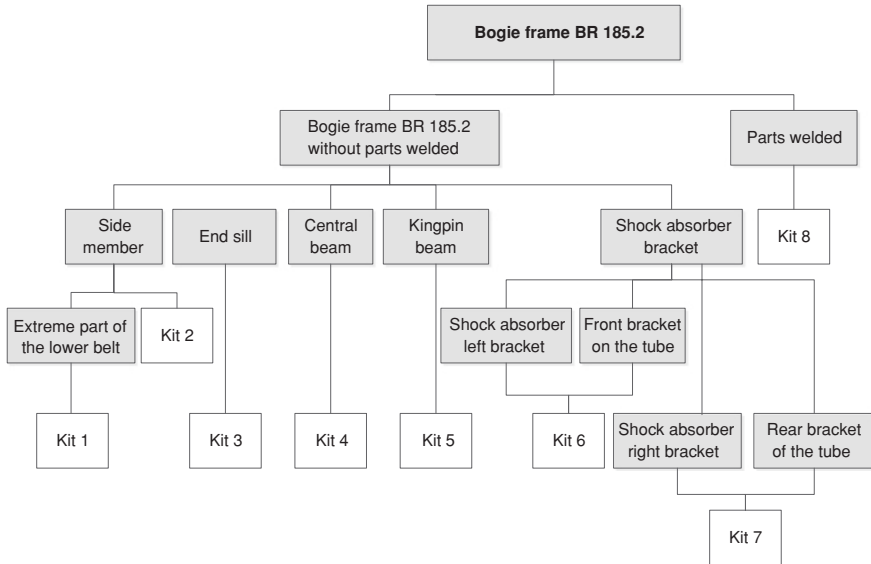 Bogie frame BR 185.2
Bogie frame BR 185.2
without parts welded
Parts welded
Side
member
End sill
Central
beam
Kingpin
beam
Shock absorber
bracket
Kit 8
Extreme part of
the lower belt
Kit 2
Shock absorber
left bracket
Front bracket
on the tube
Kit 1
Kit 3
Kit 4
Kit 5
Kit 6
Shock absorber
right bracket
Rear bracket
of the tube
Kit 7